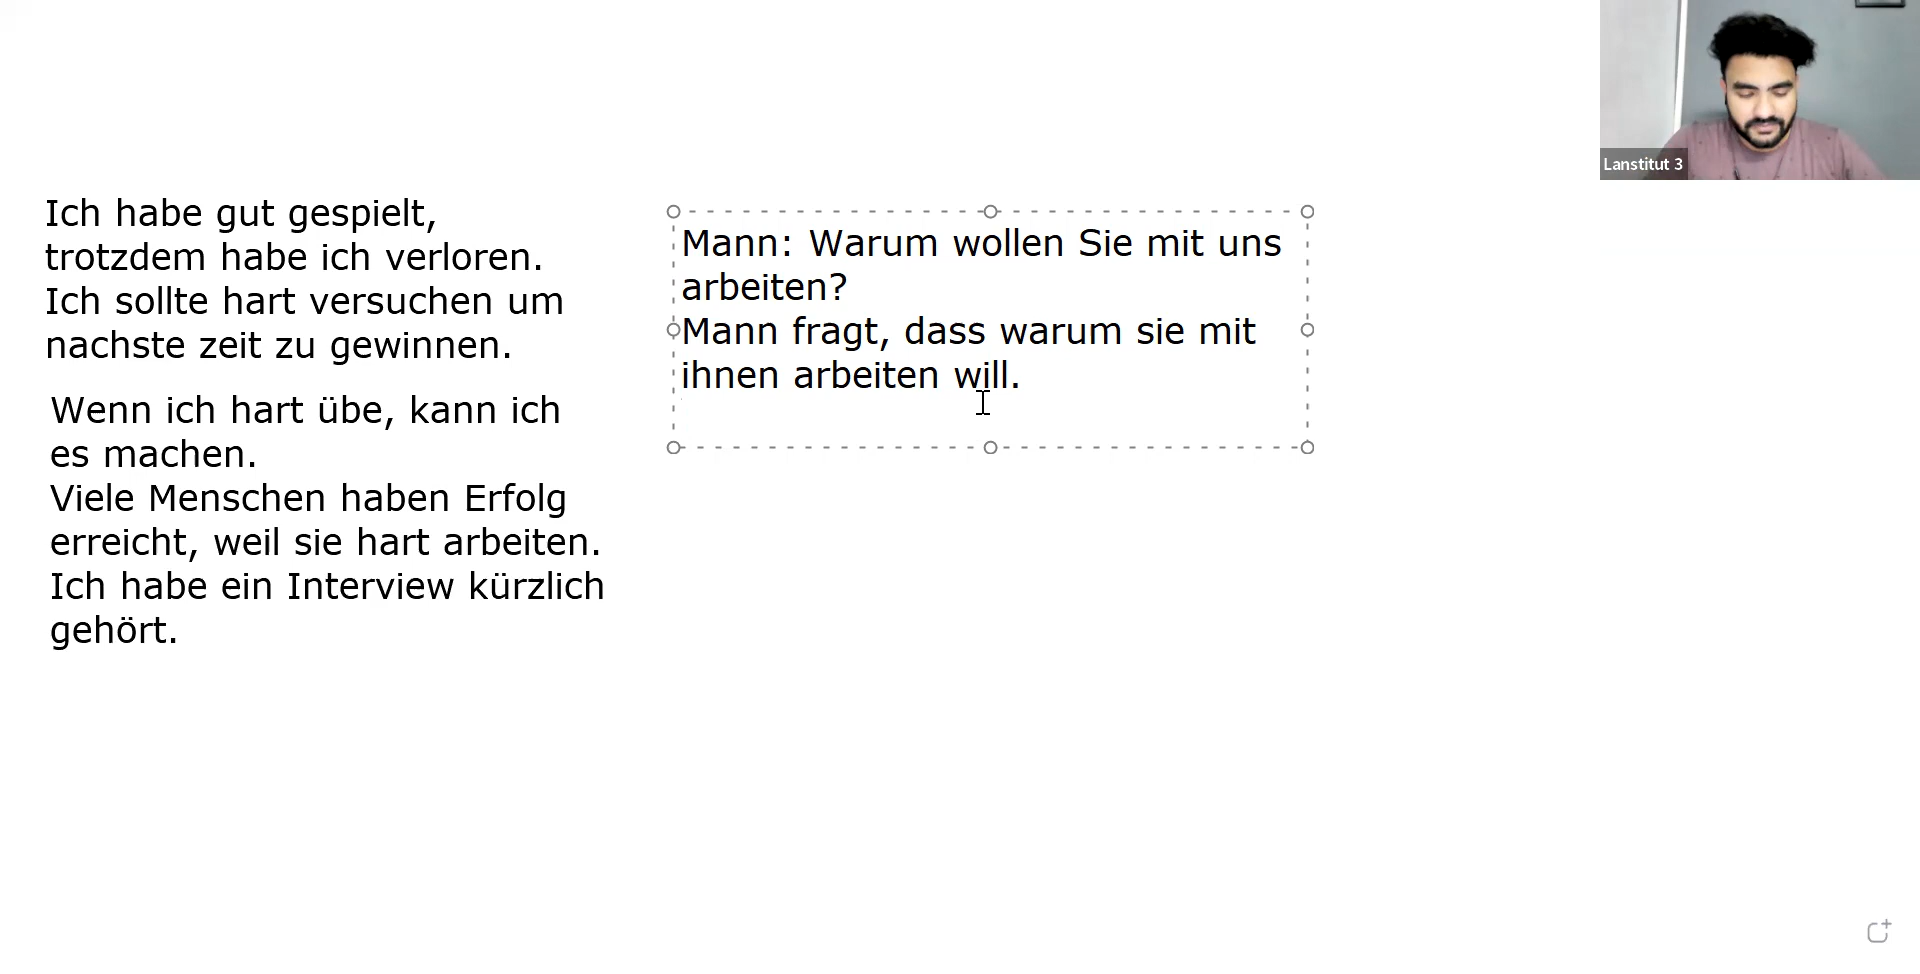 Lanstitut 3
Ich habe gut gespielt,
trotzdem habe ich verloren.
Ich sollte hart versuchen um
nachste zeit zu gewinnen.
Wenn ich hart übe, kann ich
es machen.
Viele Menschen haben Erfolg
erreicht, weil sie hart arbeiten.
Ich habe ein Interview kürzlich
gehört.
Mann: Warum wollen Sie mit uns
arbeiten?
Mann fragt, dass warum sie mit
ihnen arbeiten will.